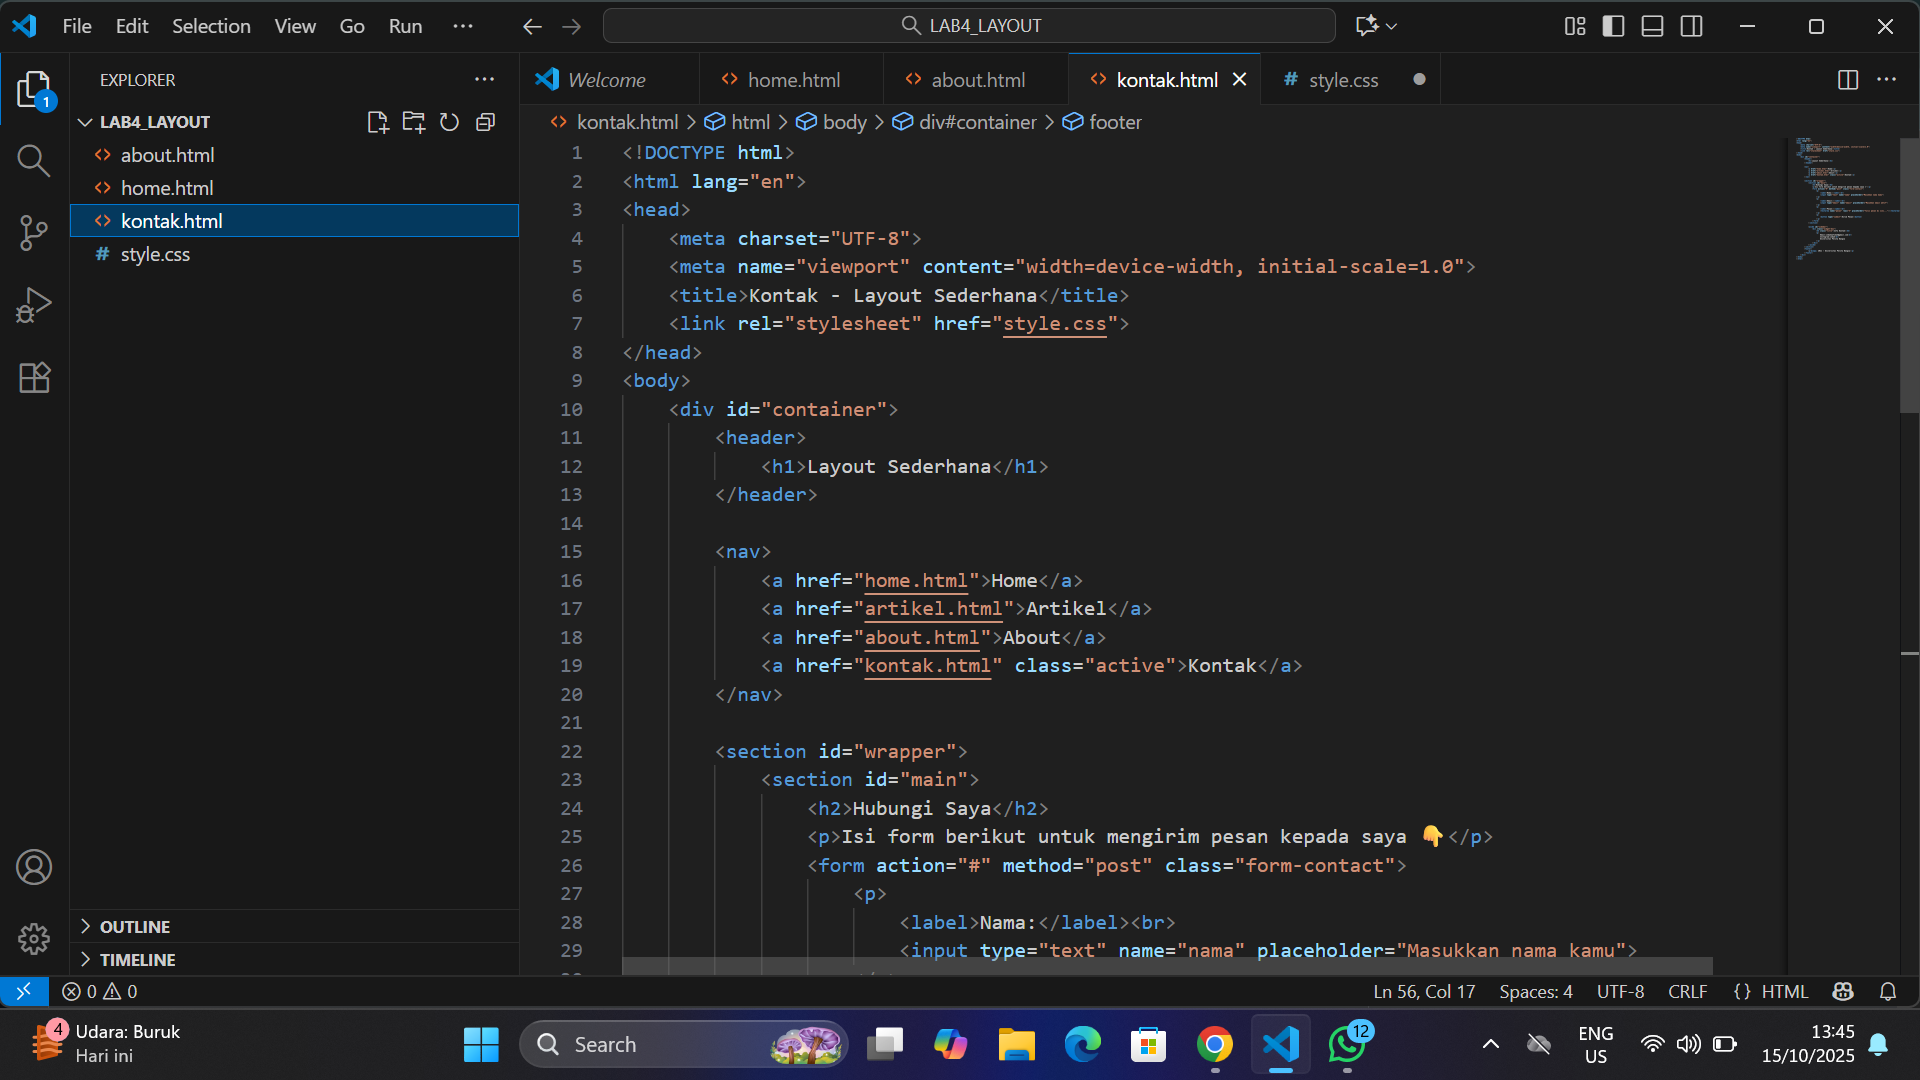 File Edit Selection View Go Run ···
LAB4_LAYOUT
EXPLORER
Welcome
home.html
about.html
kontak.html
style.css
1
LAB4_LAYOUT
about.html
home.html
kontak.html
style.css
kontak.html > html > body > div#container > footer
1 <!DOCTYPE html>
2 <html lang="en">
3 <head>
4 <meta charset="UTF-8">
5 <meta name="viewport" content="width=device-width, initial-scale=1.0">
6 <title>Kontak - Layout Sederhana</title>
7 <link rel="stylesheet" href="style.css">
8 </head>
9 <body>
10 <div id="container">
11 <header>
12 <h1>Layout Sederhana</h1>
13 </header>
14
15 <nav>
16 <a href="home.html">Home</a>
17 <a href="artikel.html">Artikel</a>
18 <a href="about.html">About</a>
19 <a href="kontak.html" class="active">Kontak</a>
20 </nav>
21
22 <section id="wrapper">
23 <section id="main">
24 <h2>Hubungi Saya</h2>
25 <p>Isi form berikut untuk mengirim pesan kepada saya 👇</p>
26 <form action="#" method="post" class="form-contact">
27 <p>
28 <label>Nama:</label><br>
29 <input type="text" name="nama" placeholder="Masukkan nama kamu">
OUTLINE
TIMELINE
0 0
Ln 56, Col 17
Spaces: 4
UTF-8
CRLF
{} HTML
4
Udara: Buruk
Hari ini
Search
12
ENG
US
13:45
15/10/2025